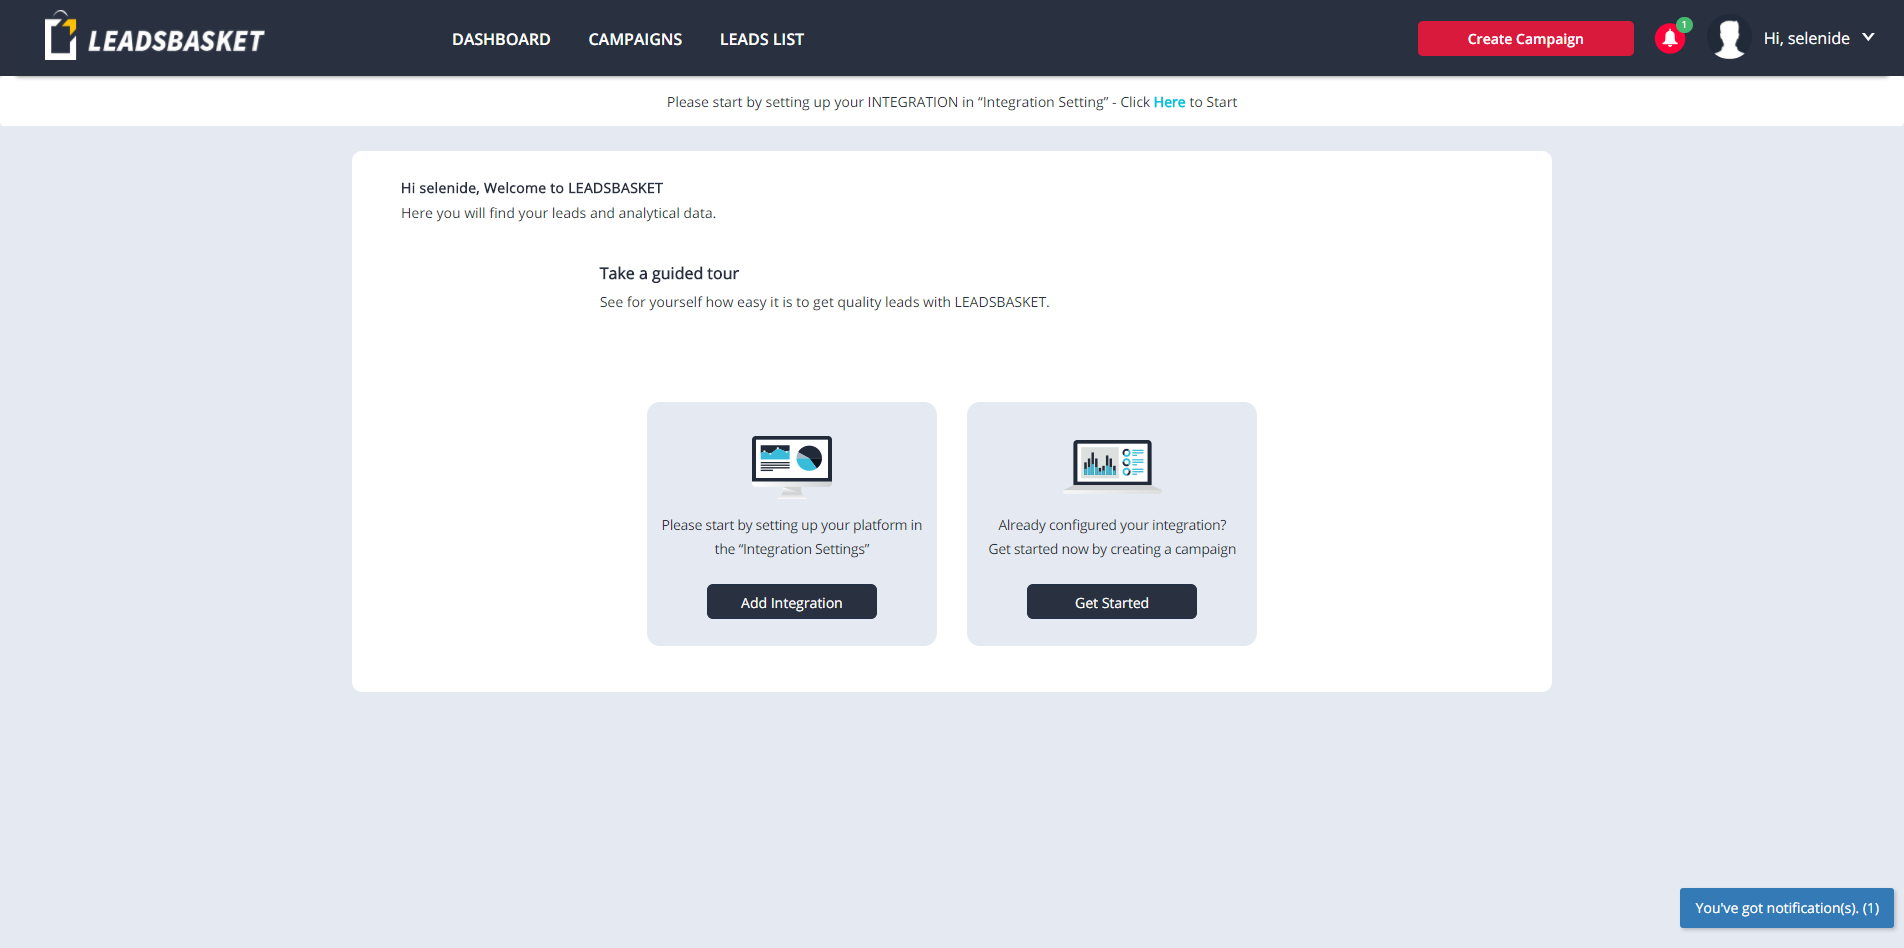 LEADSBASKET
DASHBOARD CAMPAIGNS LEADS LIST
Create Campaign
1
Hi, selenide
Please start by setting up your INTEGRATION in “Integration Setting” - Click Here to Start
Hi selenide, Welcome to LEADSBASKET
Here you will find your leads and analytical data.
Take a guided tour
See for yourself how easy it is to get quality leads with LEADSBASKET.
Please start by setting up your platform in
the “Integration Settings”
Add Integration
Already configured your integration?
Get started now by creating a campaign
Get Started
You've got notification(s). (1)